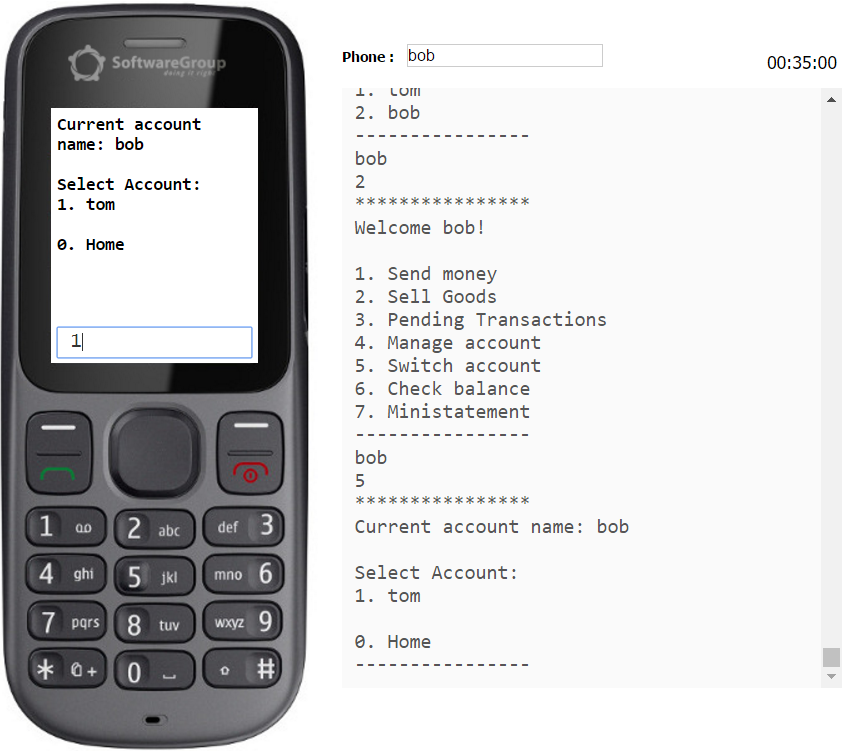 SoftwareGroup
doing it right
Current account
name: bob
Select Account:
1. tom
0. Home
1
1 2 abc def 3
4 ghi 5 jkl mno 6
7 pqrs 8 tuv wxyz 9
* + 0 #
Phone: bob
00:35:00
1. tom
2. bob
----------------
bob
2
****************
Welcome bob!
1. Send money
2. Sell Goods
3. Pending Transactions
4. Manage account
5. Switch account
6. Check balance
7. Ministatement
----------------
bob
5
****************
Current account name: bob
Select Account:
1. tom
0. Home
----------------